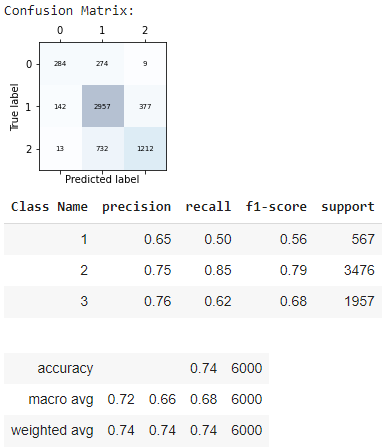 Confusion Matrix:
0 1 2
0 284 274 9
1 142 2957 377
2 13 732 1212
True label
Predicted label
Class Name precision recall f1-score support
1 0.65 0.50 0.56 567
2 0.75 0.85 0.79 3476
3 0.76 0.62 0.68 1957
accuracy 0.74 6000
macro avg 0.72 0.66 0.68 6000
weighted avg 0.74 0.74 0.74 6000